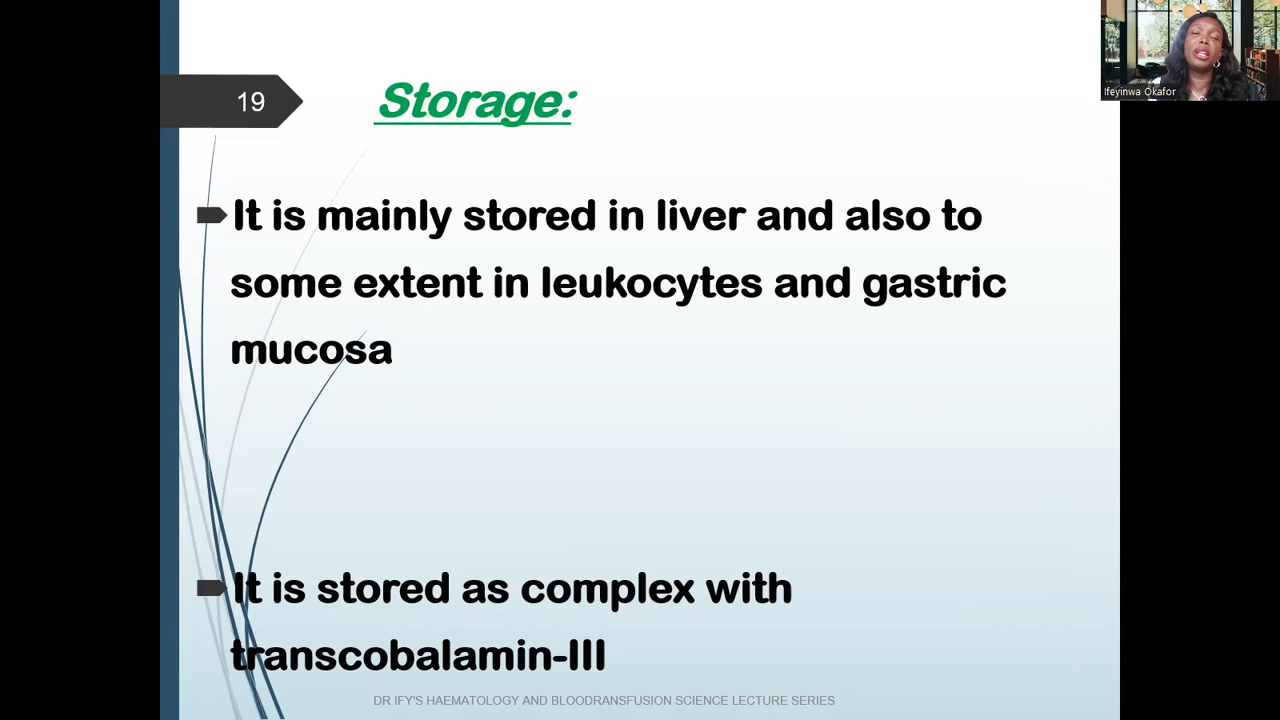 19
Storage:
It is mainly stored in liver and also to
some extent in leukocytes and gastric
mucosa
It is stored as complex with
transcobalamin-III
DR IFY'S HAEMATOLOGY AND BLOODRANSFUSION SCIENCE LECTURE SERIES
Ifeyinwa Okafor